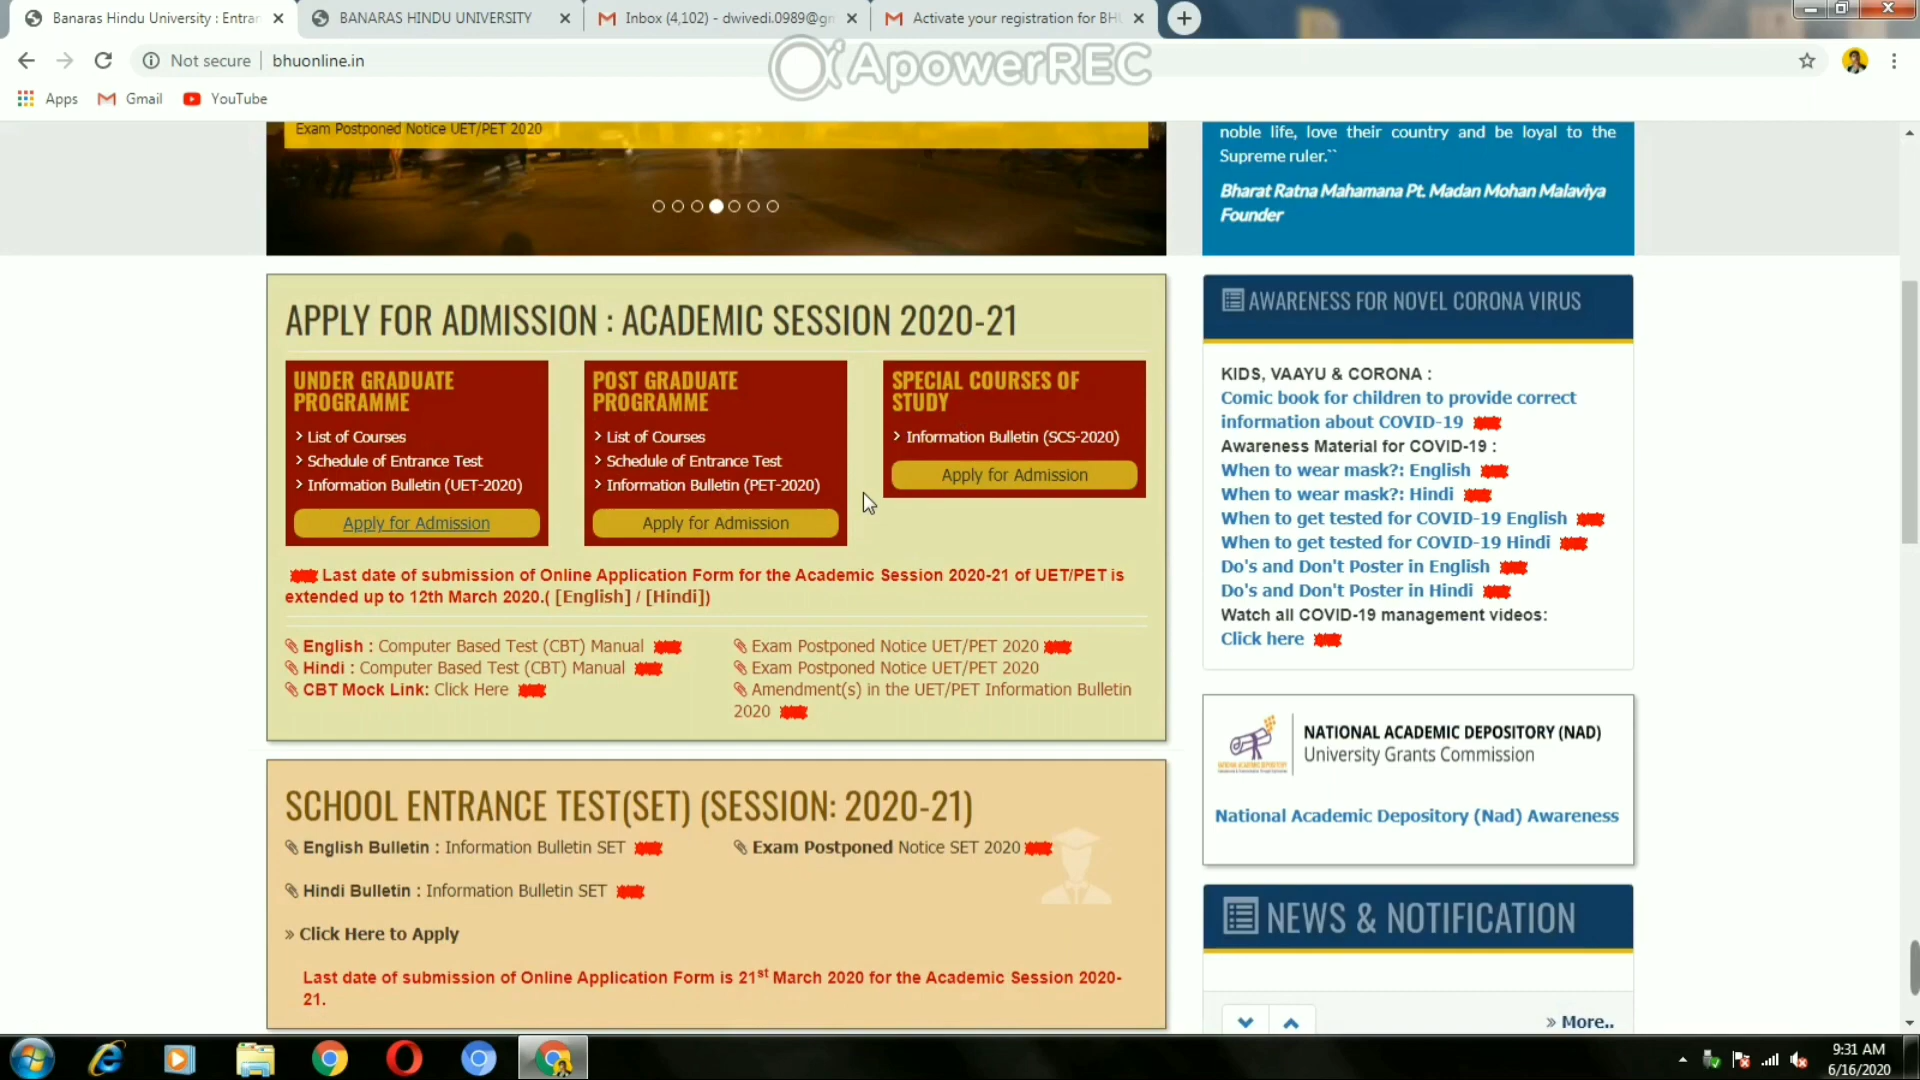 Banaras Hindu University : Entran
BANARAS HINDU UNIVERSITY
Inbox (4,102) - dwivedi.0989@gm
Activate your registration for BHU
Not secure
bhuonline.in
ApowerREC
Apps
Gmail
YouTube
Exam Postponed Notice UET/PET 2020
noble life, love their country and be loyal to the
Supreme ruler.``
Bharat Ratna Mahamana Pt. Madan Mohan Malaviya
Founder
APPLY FOR ADMISSION : ACADEMIC SESSION 2020-21
UNDER GRADUATE
PROGRAMME
> List of Courses
> Schedule of Entrance Test
> Information Bulletin (UET-2020)
Apply for Admission
POST GRADUATE
PROGRAMME
> List of Courses
> Schedule of Entrance Test
> Information Bulletin (PET-2020)
Apply for Admission
SPECIAL COURSES OF
STUDY
> Information Bulletin (SCS-2020)
Apply for Admission
Last date of submission of Online Application Form for the Academic Session 2020-21 of UET/PET is
extended up to 12th March 2020.( [English] / [Hindi])
English : Computer Based Test (CBT) Manual
Hindi : Computer Based Test (CBT) Manual
CBT Mock Link: Click Here
Exam Postponed Notice UET/PET 2020
Exam Postponed Notice UET/PET 2020
Amendment(s) in the UET/PET Information Bulletin
2020
SCHOOL ENTRANCE TEST(SET) (SESSION: 2020-21)
English Bulletin : Information Bulletin SET
Exam Postponed Notice SET 2020
Hindi Bulletin : Information Bulletin SET
» Click Here to Apply
Last date of submission of Online Application Form is 21st March 2020 for the Academic Session 2020-
21.
AWARENESS FOR NOVEL CORONA VIRUS
KIDS, VAAYU & CORONA :
Comic book for children to provide correct
information about COVID-19
Awareness Material for COVID-19 :
When to wear mask?: English
When to wear mask?: Hindi
When to get tested for COVID-19 English
When to get tested for COVID-19 Hindi
Do's and Don't Poster in English
Do's and Don't Poster in Hindi
Watch all COVID-19 management videos:
Click here
NATIONAL ACADEMIC DEPOSITORY (NAD)
University Grants Commission
National Academic Depository (Nad) Awareness
NEWS & NOTIFICATION
» More..
9:31 AM
6/16/2020